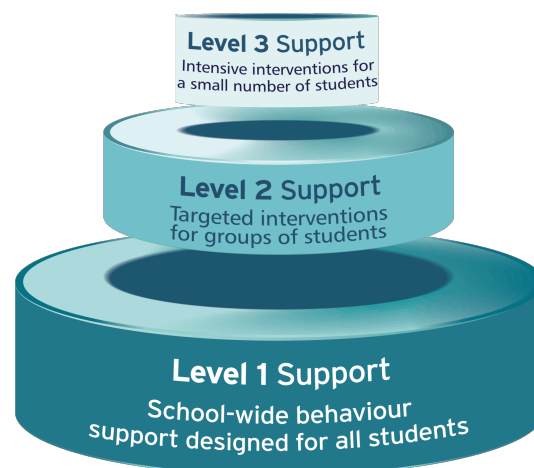 Level 3 Support
Intensive interventions for
a small number of students
Level 2 Support
Targeted interventions
for groups of students
Level 1 Support
School-wide behaviour
support designed for all students